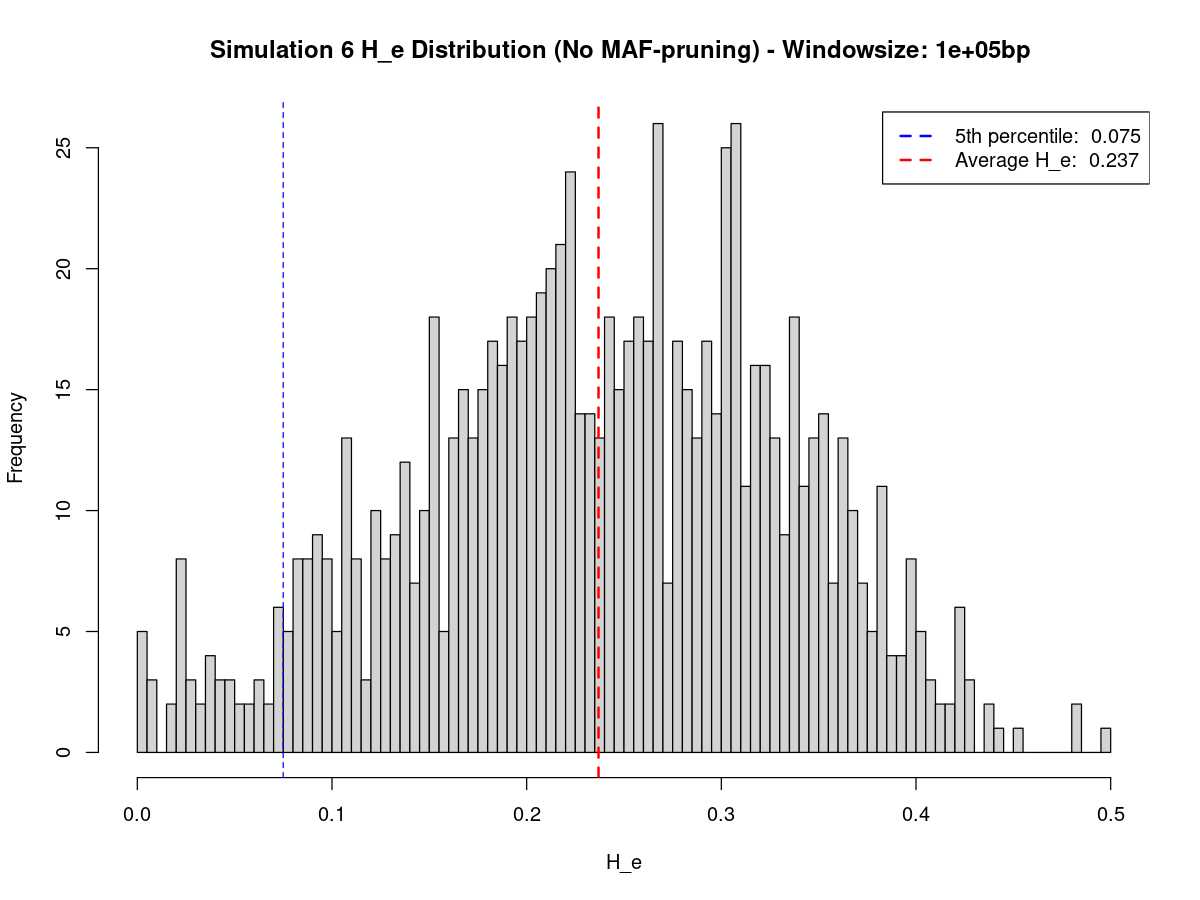 Simulation 6 H_e Distribution (No MAF-pruning) - Windowsize: 1e+05bp
5th percentile:  0.075
Average H_e:  0.237
Frequency
25
20
15
10
5
0
0.0 0.1 0.2 0.3 0.4 0.5
H_e